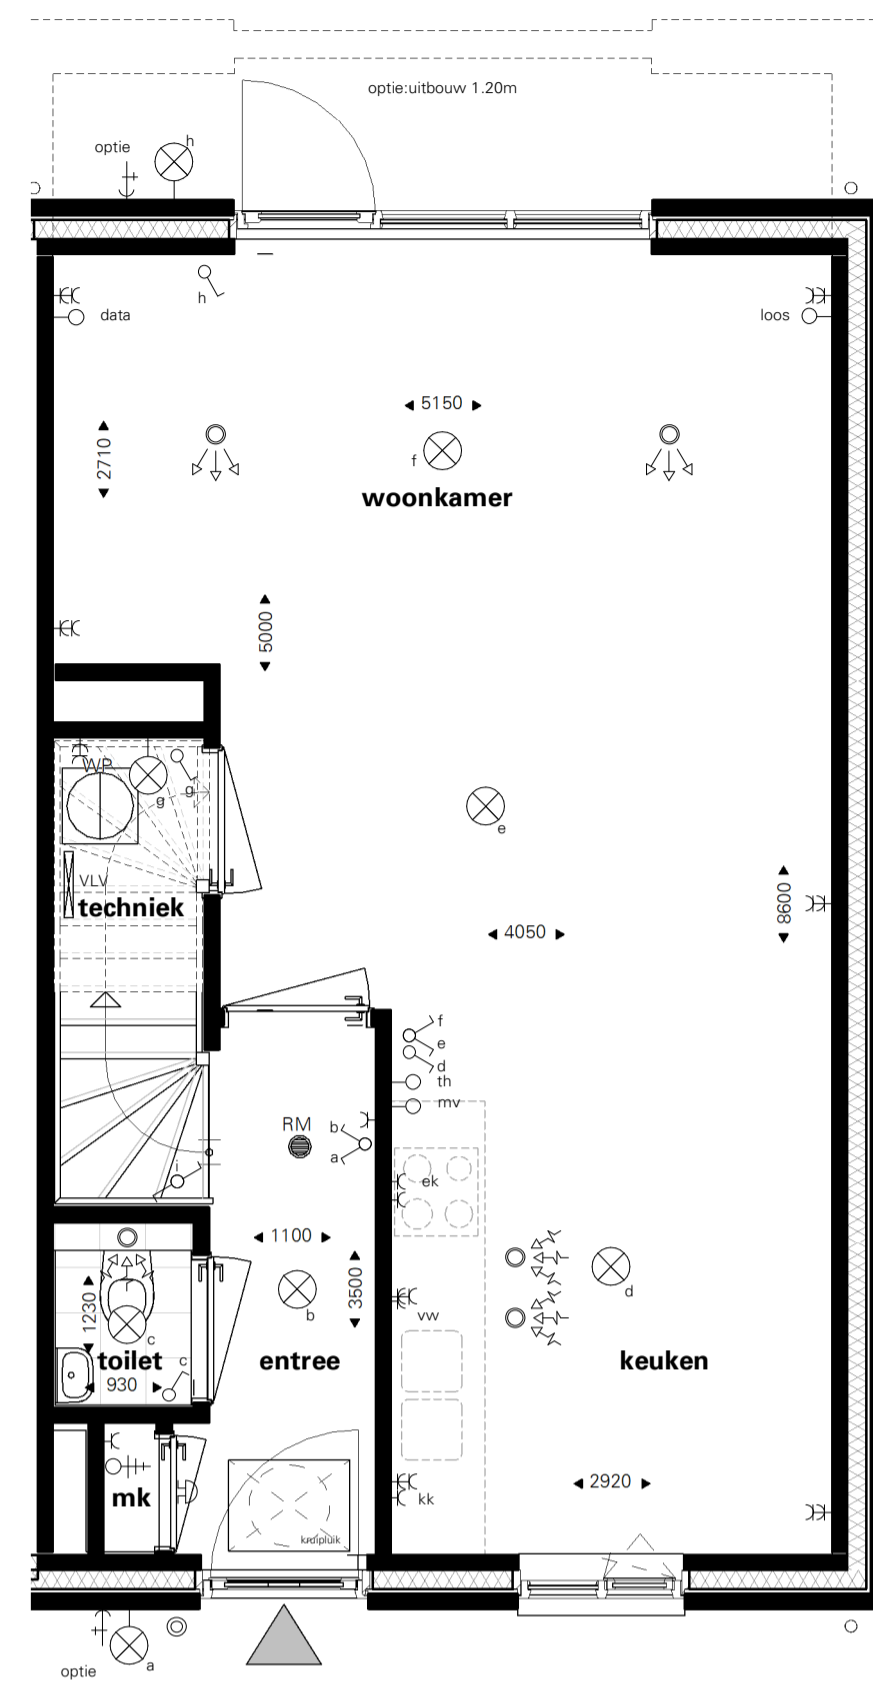 optie:uitbouw 1.20m
optie
h
h
data
loos
5150
2710
f
woonkamer
5000
WP
g
g
VLV
techniek
e
8600
4050
f
e
d
th
mv
RM
b
a
i
ek
1100
3500
1230
b
d
vw
c
c
toilet
entree
keuken
930
2920
mk
kk
kruipluik
a
optie